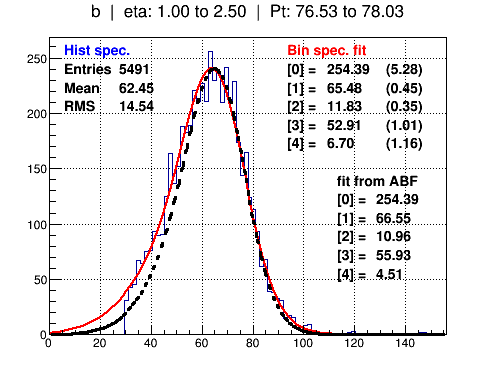 b | eta: 1.00 to 2.50 | Pt: 76.53 to 78.03
Hist spec.
Entries 5491
Mean 62.45
RMS 14.54
Bin spec. fit
[0] = 254.39 (5.28)
[1] = 65.48 (0.45)
[2] = 11.83 (0.35)
[3] = 52.91 (1.01)
[4] = 6.70 (1.16)
fit from ABF
[0] = 254.39
[1] = 66.55
[2] = 10.96
[3] = 55.93
[4] = 4.51
250
200
150
100
50
0
0 20 40 60 80 100 120 140